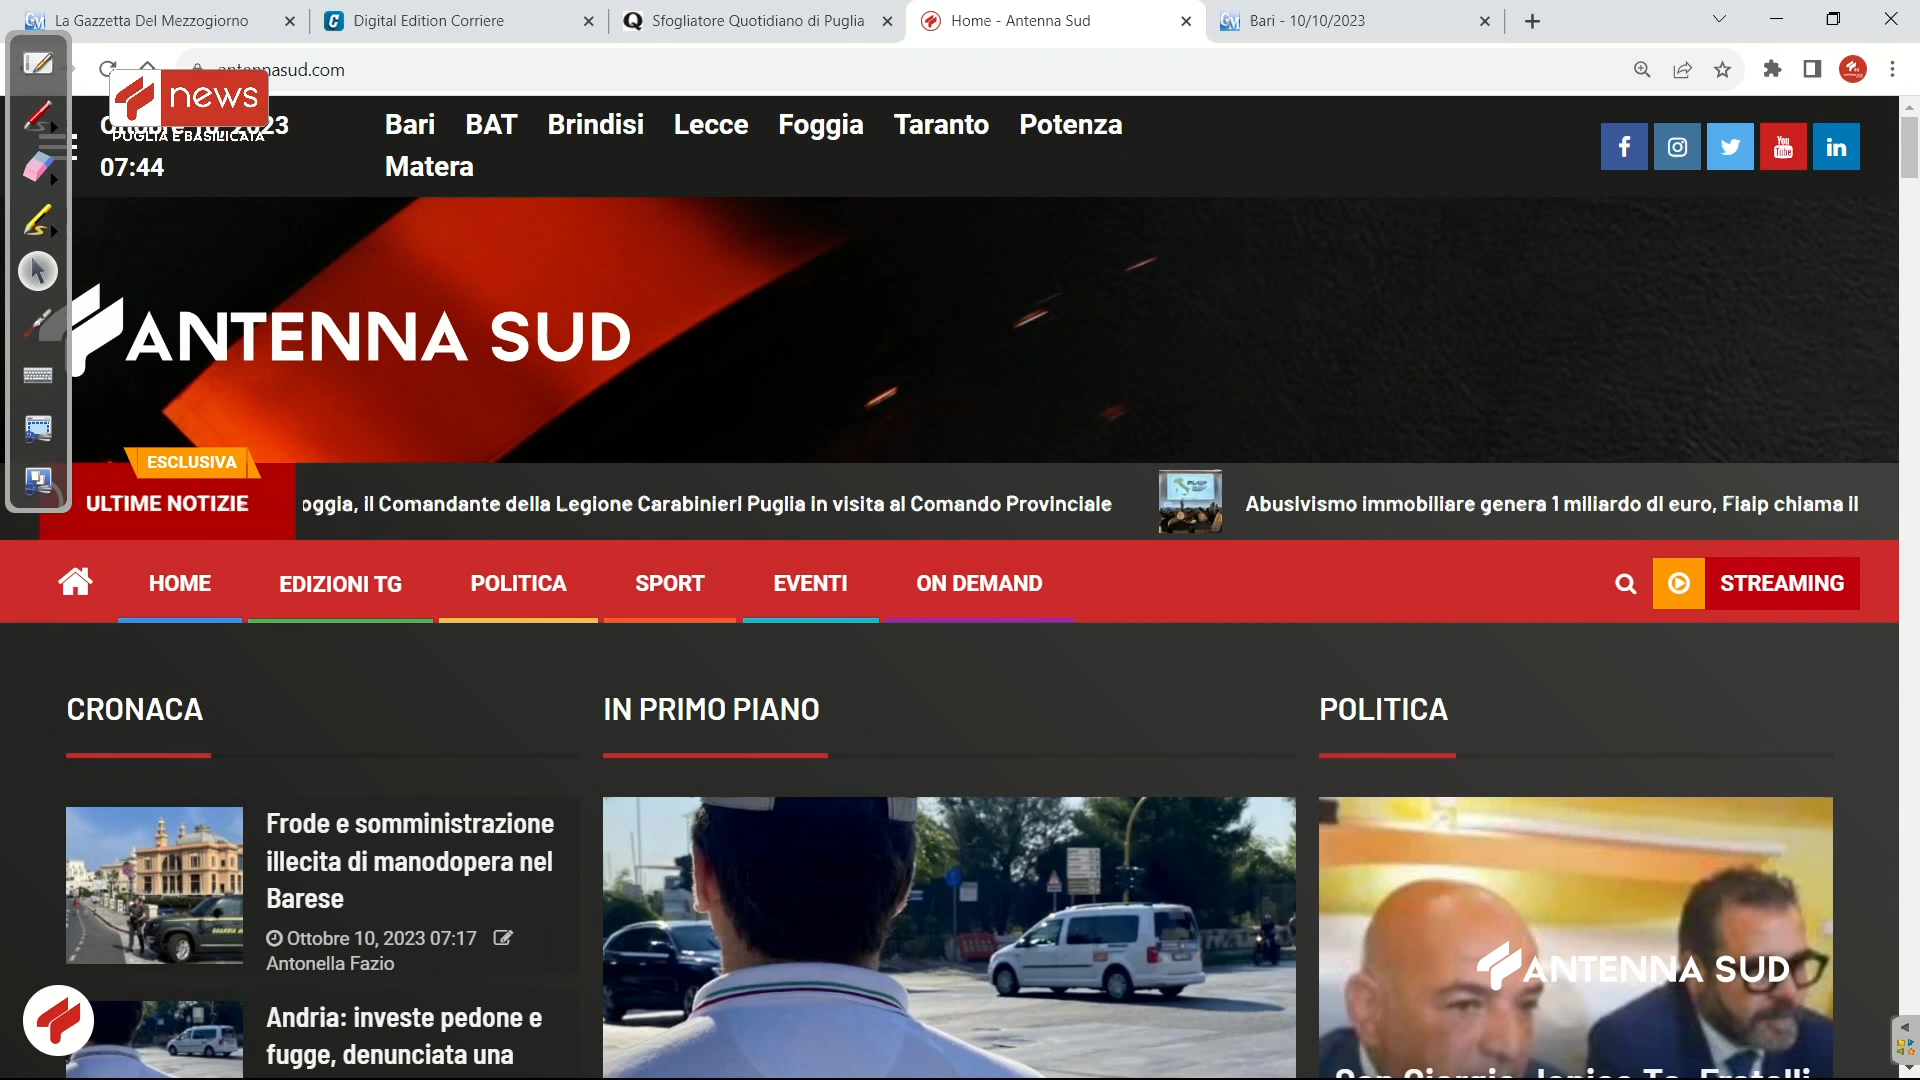 La Gazzetta Del Mezzogiorno
Digital Edition Corriere
Sfogliatore Quotidiano di Puglia
Home - Antenna Sud
Bari - 10/10/2023
antennasud.com
news
PUGLIA E BASILICATA
Ottobre 10, 2023
07:44
Bari BAT Brindisi Lecce Foggia Taranto Potenza
Matera
You Tube
ANTENNA SUD
ESCLUSIVA
ULTIME NOTIZIE
oggia, il Comandante della Legione Carabinieri Puglia in visita al Comando Provinciale
Abusivismo immobiliare genera 1 miliardo di euro, Fiaip chiama il
HOME
EDIZIONI TG
POLITICA
SPORT
EVENTI
ON DEMAND
STREAMING
CRONACA
IN PRIMO PIANO
POLITICA
Frode e somministrazione
illecita di manodopera nel
Barese
Ottobre 10, 2023 07:17
Antonella Fazio
Andria: investe pedone e
fugge, denunciata una
ANTENNA SUD